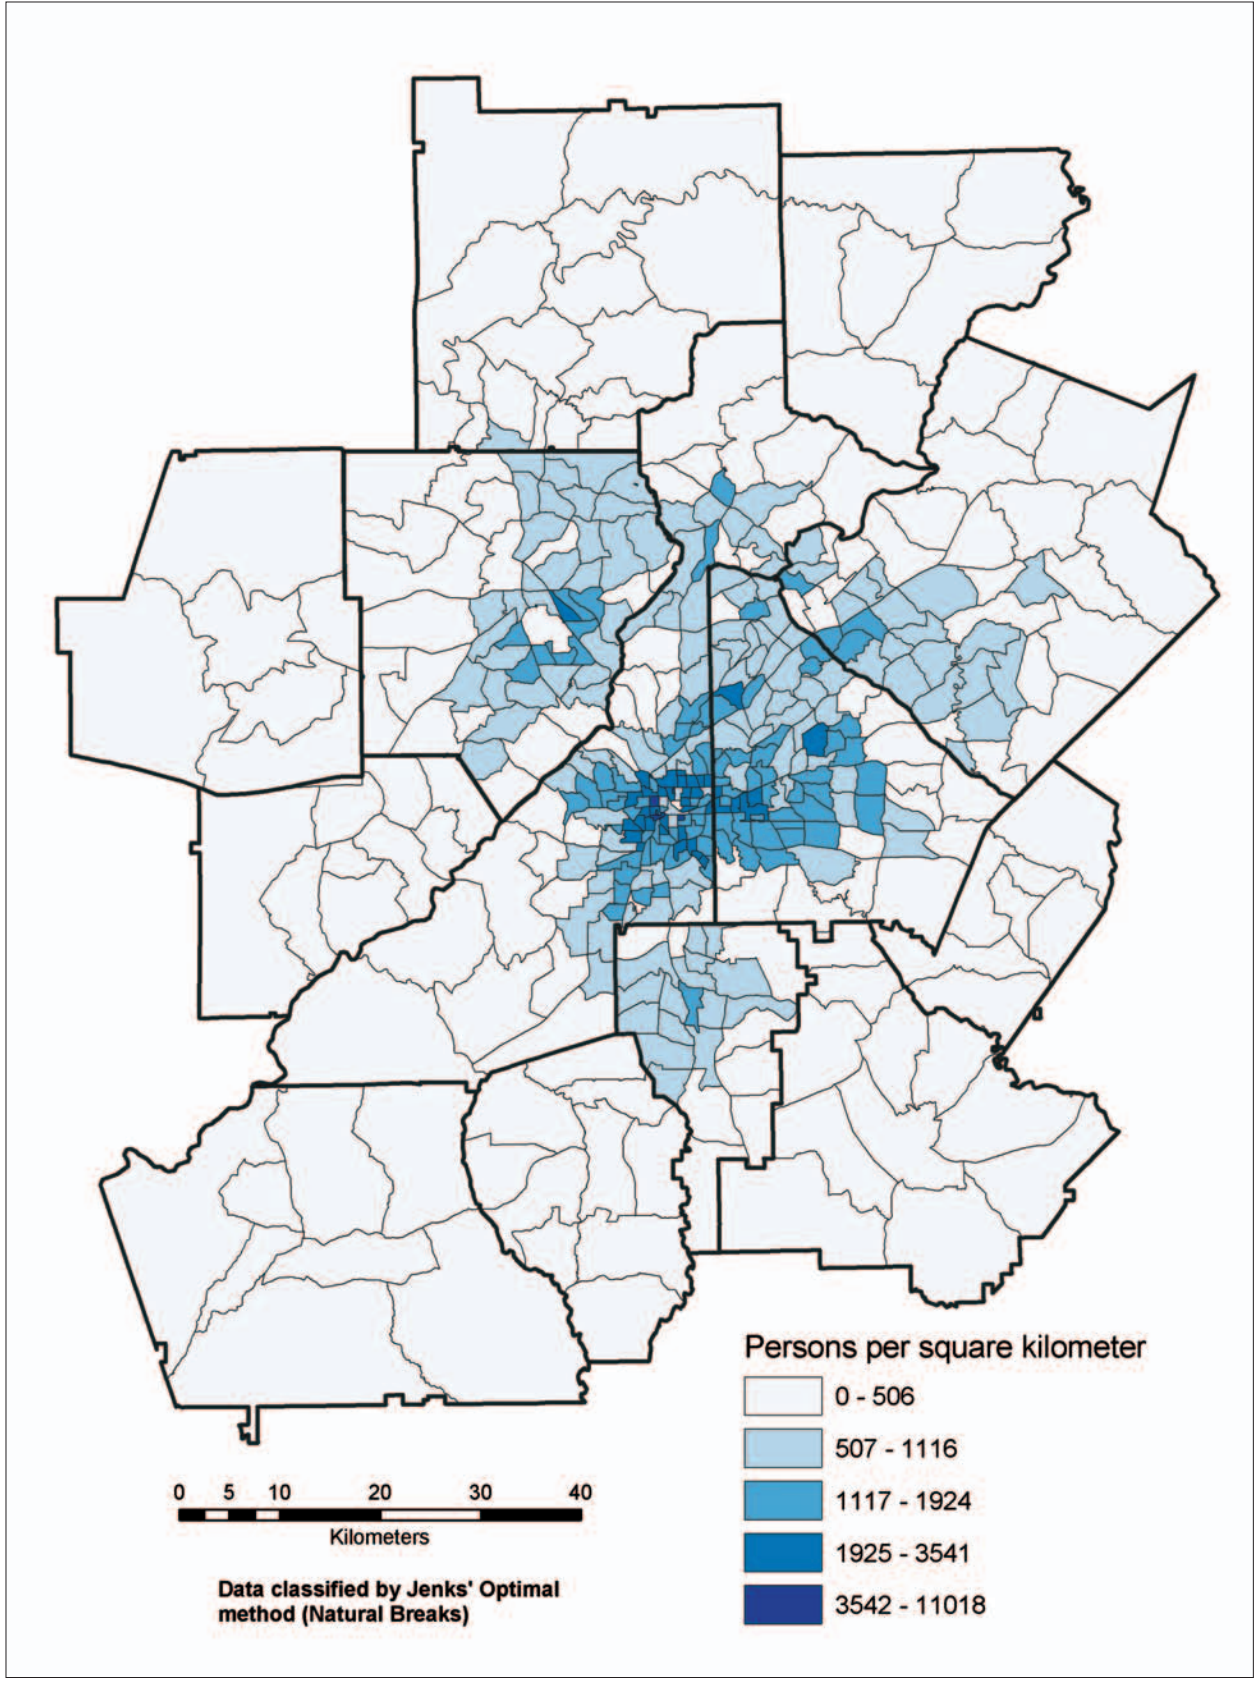 Persons per square kilometer
0 - 506
507 - 1116
1117 - 1924
1925 - 3541
3542 - 11018
0 5 10 20 30 40
Kilometers
Data classified by Jenks' Optimal
method (Natural Breaks)